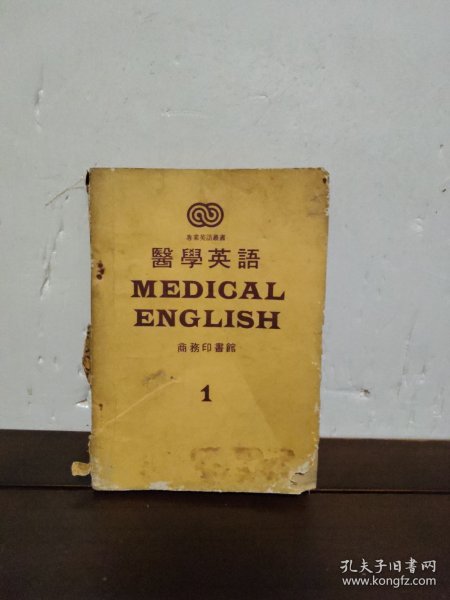 專業英語叢書
醫學英語
MEDICAL
ENGLISH
商務印書館
1
孔夫子旧书网
www.kongfz.com